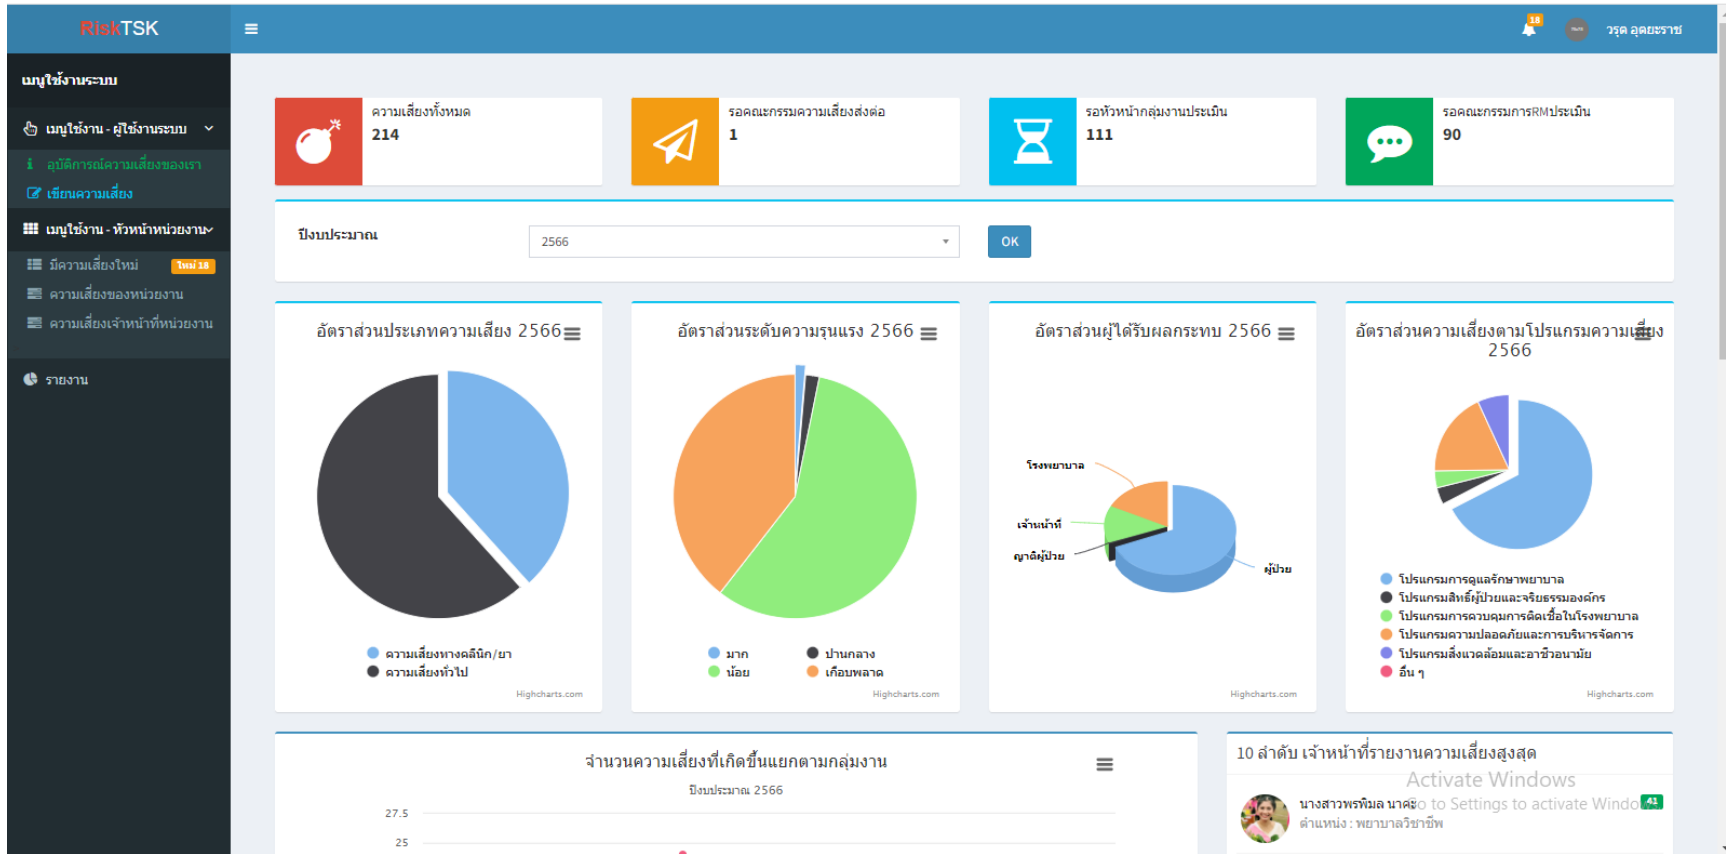 RiskTSK
18
วรุต อุดยะราช
เมนูใช้งานระบบ
เมนูใช้งาน - ผู้ใช้งานระบบ
อุบัติการณ์ความเสี่ยงของเรา
เขียนความเสี่ยง
เมนูใช้งาน - หัวหน้าหน่วยงาน
มีความเสี่ยงใหม่ ใหม่ 18
ความเสี่ยงของหน่วยงาน
ความเสี่ยงเจ้าหน้าที่หน่วยงาน
รายงาน
ความเสี่ยงทั้งหมด
214
รอคณะกรรมความเสี่ยงส่งต่อ
1
รอหัวหน้ากลุ่มงานประเมิน
111
รอคณะกรรมการRMประเมิน
90
ปีงบประมาณ
2566
OK
อัตราส่วนประเภทความเสี่ยง 2566
ความเสี่ยงทางคลินิก/ยา
ความเสี่ยงทั่วไป
Highcharts.com
อัตราส่วนระดับความรุนแรง 2566
มาก
ปานกลาง
น้อย
เกือบพลาด
Highcharts.com
อัตราส่วนผู้ได้รับผลกระทบ 2566
โรงพยาบาล
เจ้าหน้าที่
ญาติผู้ป่วย
ผู้ป่วย
Highcharts.com
อัตราส่วนความเสี่ยงตามโปรแกรมความเสี่ยง
2566
โปรแกรมการดูแลรักษาพยาบาล
โปรแกรมสิทธิ์ผู้ป่วยและจริยธรรมองค์กร
โปรแกรมการควบคุมการติดเชื้อในโรงพยาบาล
โปรแกรมความปลอดภัยและการบริหารจัดการ
โปรแกรมสิ่งแวดล้อมและอาชีวอนามัย
อื่น ๆ
Highcharts.com
จำนวนความเสี่ยงที่เกิดขึ้นแยกตามกลุ่มงาน
ปีงบประมาณ 2566
27.5
25
10 ลำดับ เจ้าหน้าที่รายงานความเสี่ยงสูงสุด
Activate Windows
Go to Settings to activate Windows
นางสาวพรพิมล นาคะ
41
ตำแหน่ง : พยาบาลวิชาชีพ